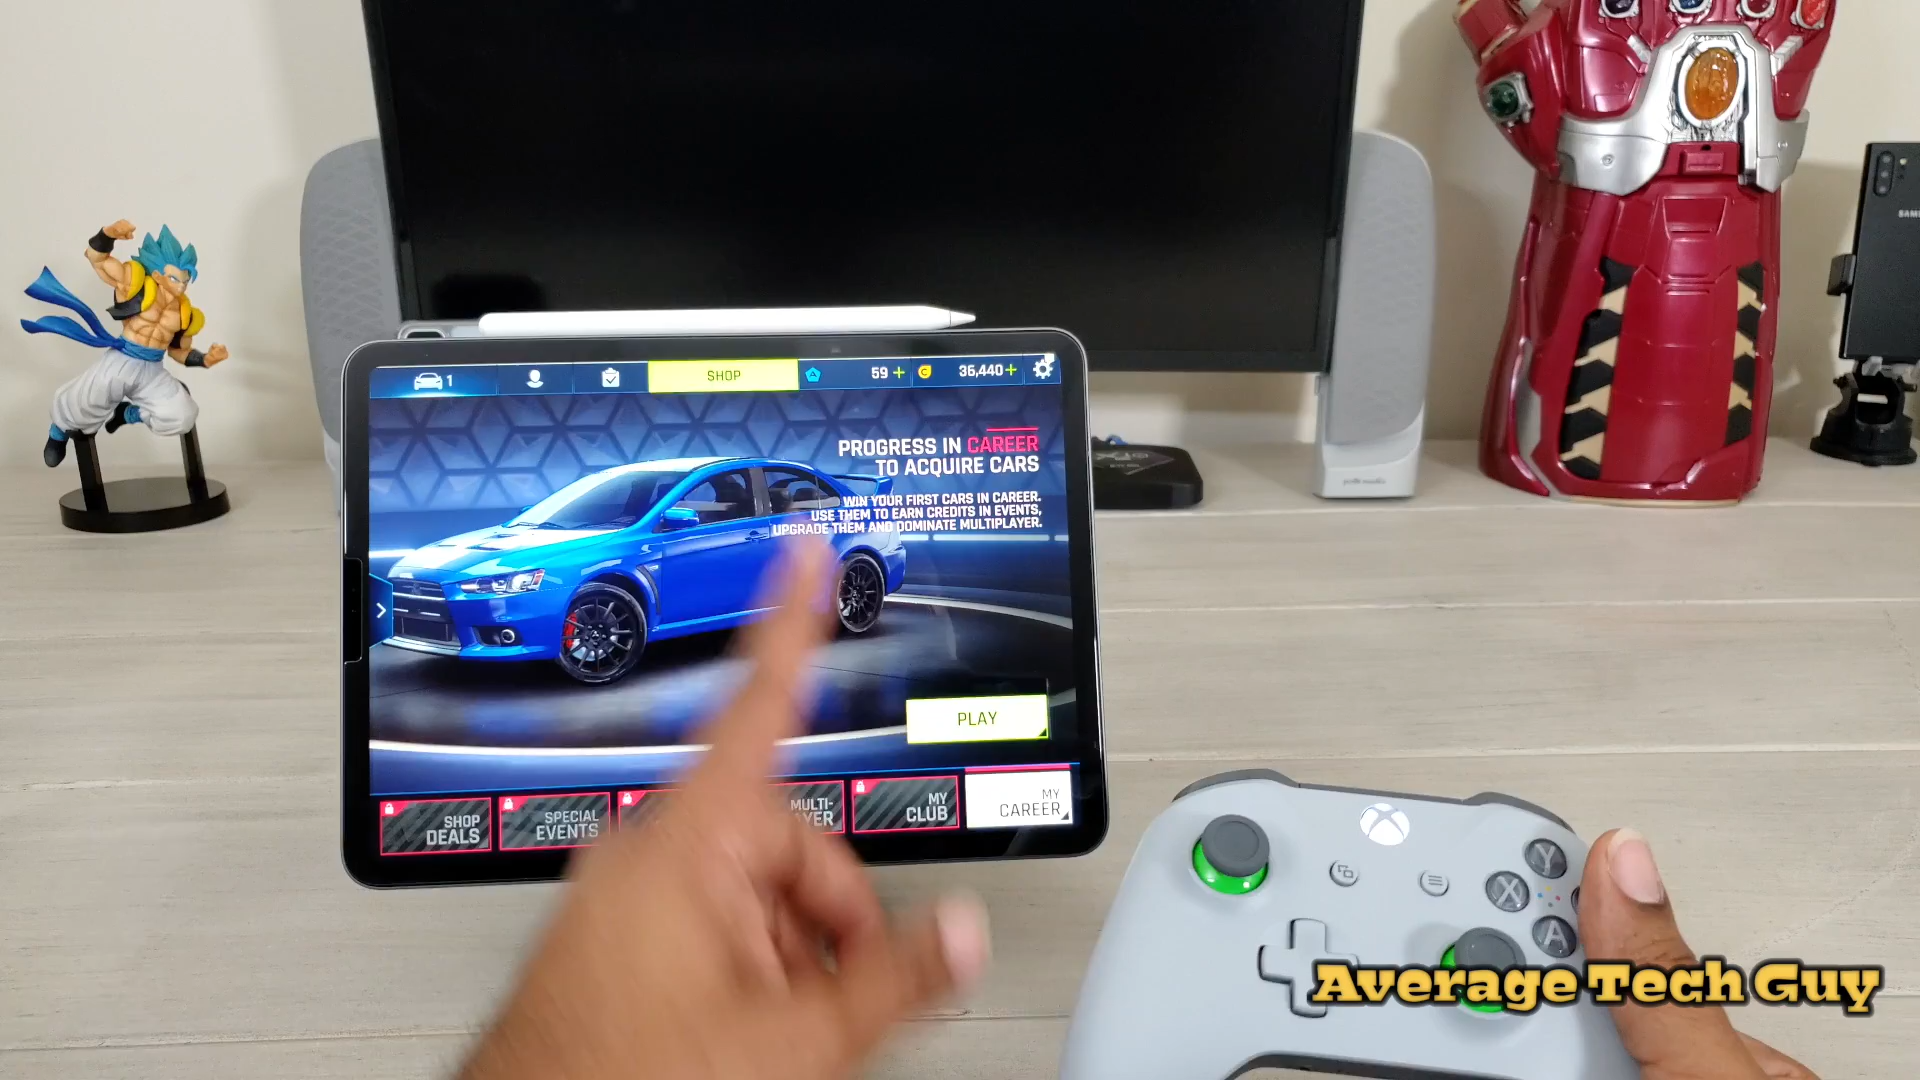 1
SHOP
59
36,440
PROGRESS IN CAREER
TO ACQUIRE CARS
WIN YOUR FIRST CARS IN CAREER.
USE THEM TO EARN CREDITS IN EVENTS,
UPGRADE THEM AND DOMINATE MULTIPLAYER.
PLAY
SHOP
DEALS
SPECIAL
EVENTS
MULTI-
MY
CLUB
MY
CAREER
polk audio
Y
X
A
Average Tech Guy